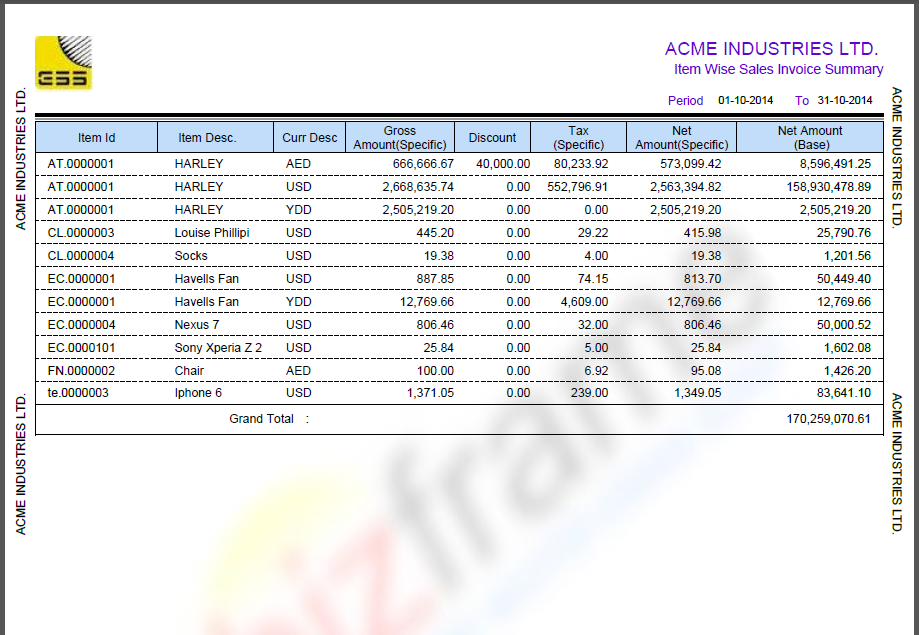 ESS
ACME INDUSTRIES LTD.
Item Wise Sales Invoice Summary
Period 01-10-2014 To 31-10-2014
Item Id Item Desc. Curr Desc Gross Amount(Specific) Discount Tax (Specific) Net Amount(Specific) Net Amount (Base)
AT.0000001 HARLEY AED 666,666.67 40,000.00 80,233.92 573,099.42 8,596,491.25
AT.0000001 HARLEY USD 2,668,635.74 0.00 552,796.91 2,563,394.82 158,930,478.89
AT.0000001 HARLEY YDD 2,505,219.20 0.00 0.00 2,505,219.20 2,505,219.20
CL.0000003 Louise Phillipi USD 445.20 0.00 29.22 415.98 25,790.76
CL.0000004 Socks USD 19.38 0.00 4.00 19.38 1,201.56
EC.0000001 Havells Fan USD 887.85 0.00 74.15 813.70 50,449.40
EC.0000001 Havells Fan YDD 12,769.66 0.00 4,609.00 12,769.66 12,769.66
EC.0000004 Nexus 7 USD 806.46 0.00 32.00 806.46 50,000.52
EC.0000101 Sony Xperia Z 2 USD 25.84 0.00 5.00 25.84 1,602.08
FN.0000002 Chair AED 100.00 0.00 6.92 95.08 1,426.20
te.0000003 Iphone 6 USD 1,371.05 0.00 239.00 1,349.05 83,641.10
Grand Total : 170,259,070.61
ACME INDUSTRIES LTD.
ACME INDUSTRIES LTD.
ACME INDUSTRIES LTD.
ACME INDUSTRIES LTD.
bizframe